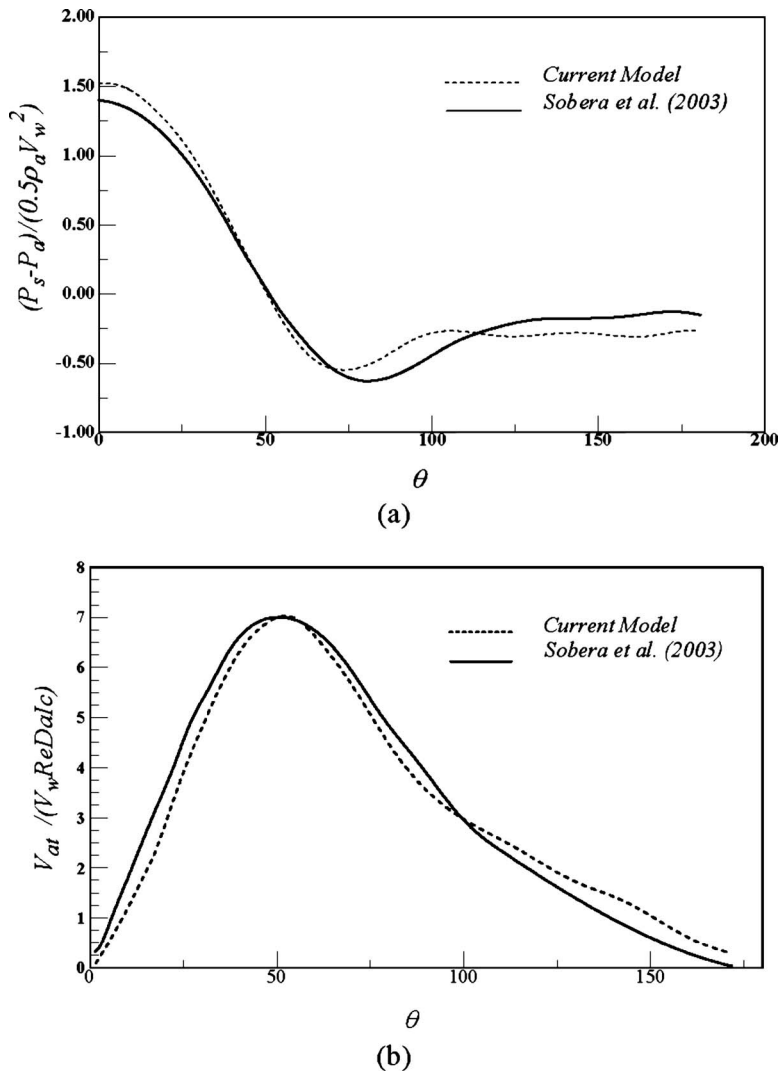 2.00
1.50
1.00
0.50
0.00
-0.50
-1.00
(P_s-P_a)/(0.5ρ_aV_w^2)
Current Model
Sobera et al. (2003)
0 50 100 150 200
θ
(a)
8
7
6
5
4
3
2
1
0
V_at /(V_wReDaIc)
Current Model
Sobera et al. (2003)
1 50 100 150
θ
(b)